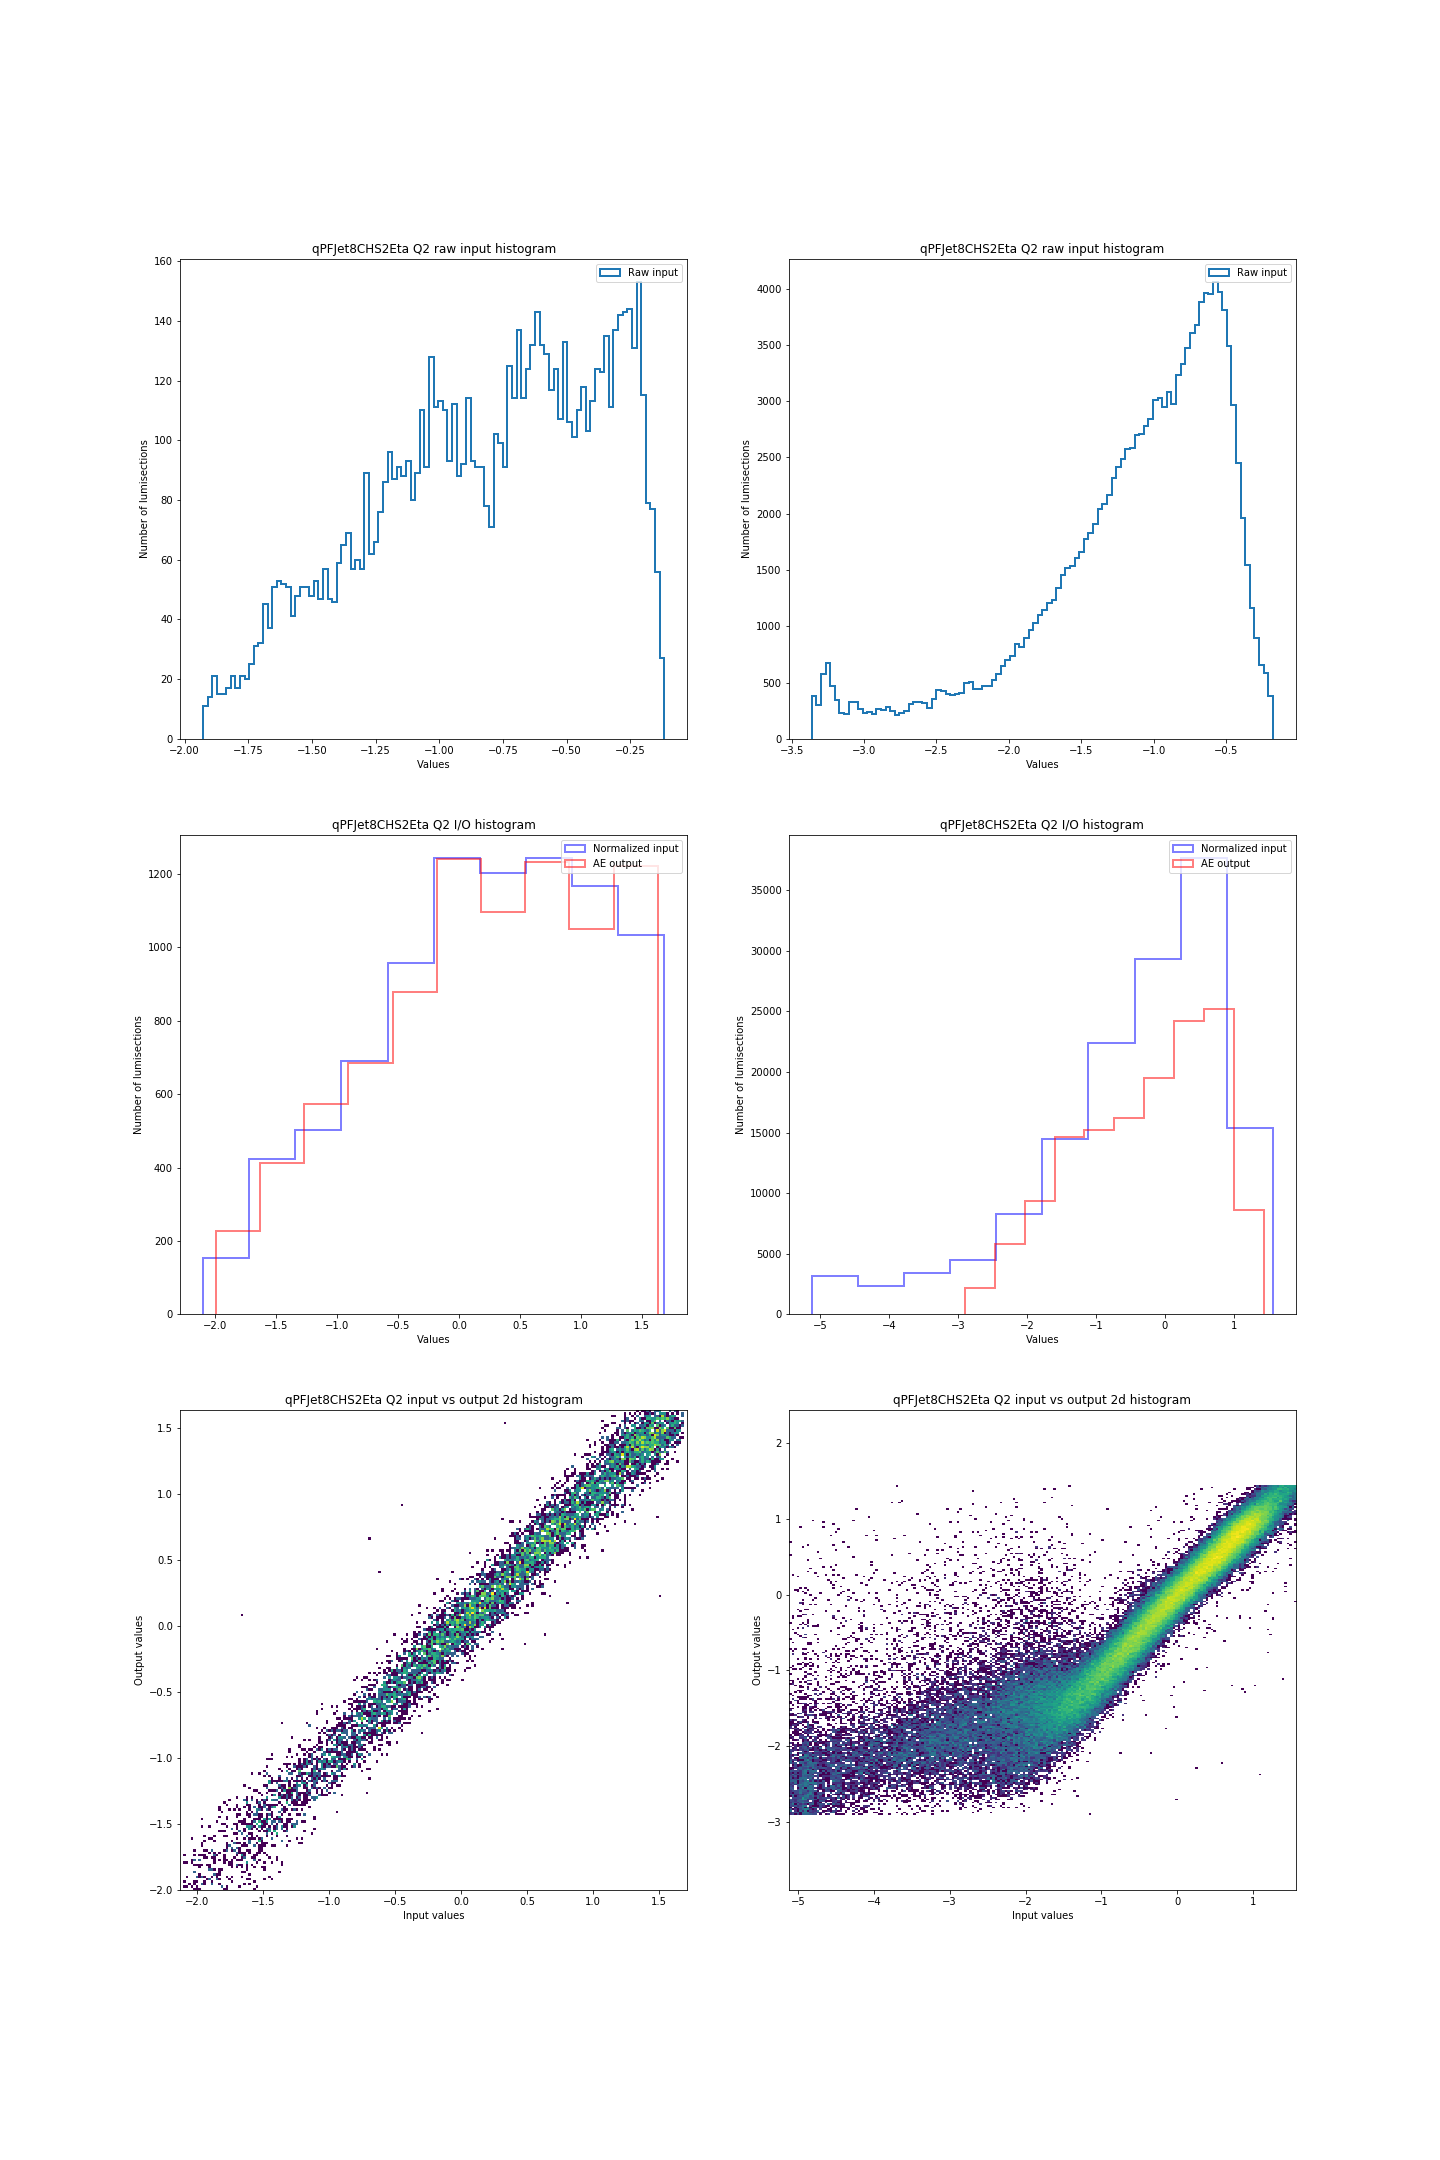 qPFJet8CHS2Eta Q2 raw input histogram
Raw input
160
140
120
100
80
60
40
20
0
Number of lumisections
−2.00 −1.75 −1.50 −1.25 −1.00 −0.75 −0.50 −0.25
Values
qPFJet8CHS2Eta Q2 raw input histogram
Raw input
4000
3500
3000
2500
2000
1500
1000
500
0
Number of lumisections
−3.5 −3.0 −2.5 −2.0 −1.5 −1.0 −0.5
Values
qPFJet8CHS2Eta Q2 I/O histogram
Normalized input
AE output
1200
1000
800
600
400
200
0
Number of lumisections
−2.0 −1.5 −1.0 −0.5 0.0 0.5 1.0 1.5
Values
qPFJet8CHS2Eta Q2 I/O histogram
Normalized input
AE output
35000
30000
25000
20000
15000
10000
5000
0
Number of lumisections
−5 −4 −3 −2 −1 0 1
Values
qPFJet8CHS2Eta Q2 input vs output 2d histogram
1.5
1.0
0.5
0.0
−0.5
−1.0
−1.5
−2.0
Output values
−2.0 −1.5 −1.0 −0.5 0.0 0.5 1.0 1.5
Input values
qPFJet8CHS2Eta Q2 input vs output 2d histogram
2
1
0
−1
−2
−3
Output values
−5 −4 −3 −2 −1 0 1
Input values